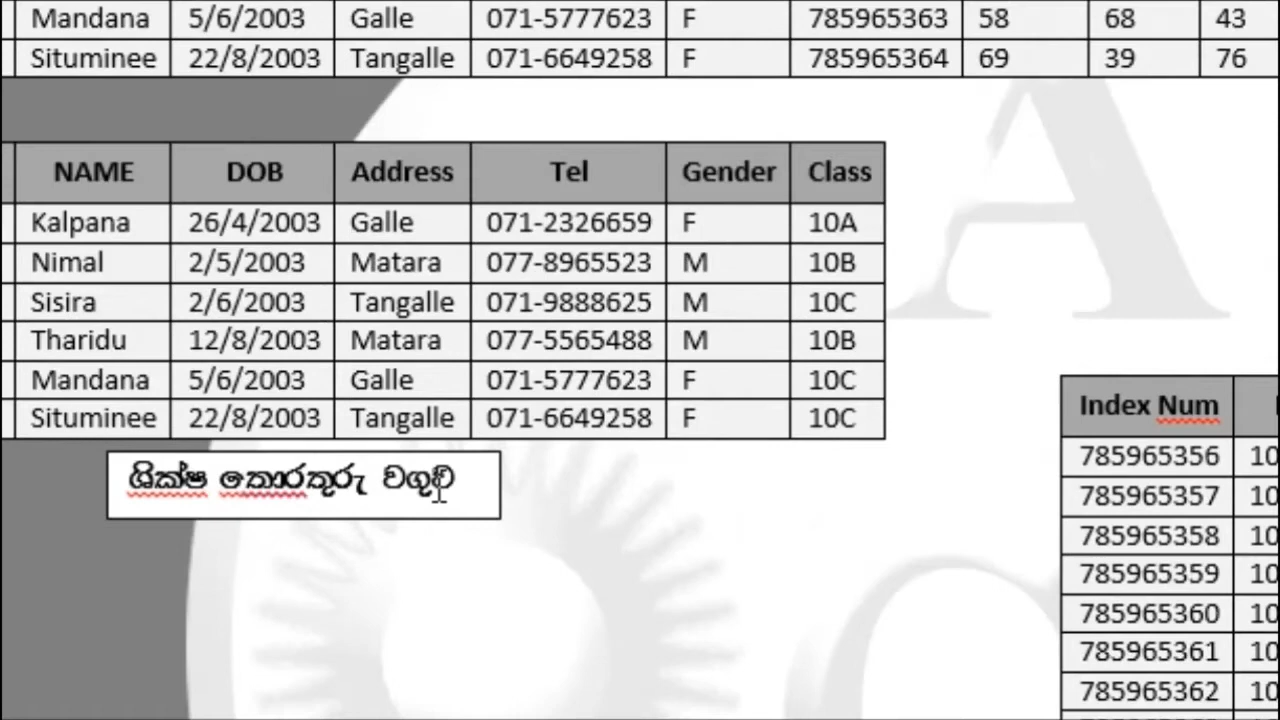 Mandana 5/6/2003 Galle 071-5777623 F 785965363 58 68 43
Situminee 22/8/2003 Tangalle 071-6649258 F 785965364 69 39 76
NAME DOB Address Tel Gender Class
Kalpana 26/4/2003 Galle 071-2326659 F 10A
Nimal 2/5/2003 Matara 077-8965523 M 10B
Sisira 2/6/2003 Tangalle 071-9888625 M 10C
Tharidu 12/8/2003 Matara 077-5565488 M 10B
Mandana 5/6/2003 Galle 071-5777623 F 10C
Situminee 22/8/2003 Tangalle 071-6649258 F 10C
ශික්ෂ තොරතුරු වගුව
Index Num
785965356 10
785965357 10
785965358 10
785965359 10
785965360 10
785965361 10
785965362 10